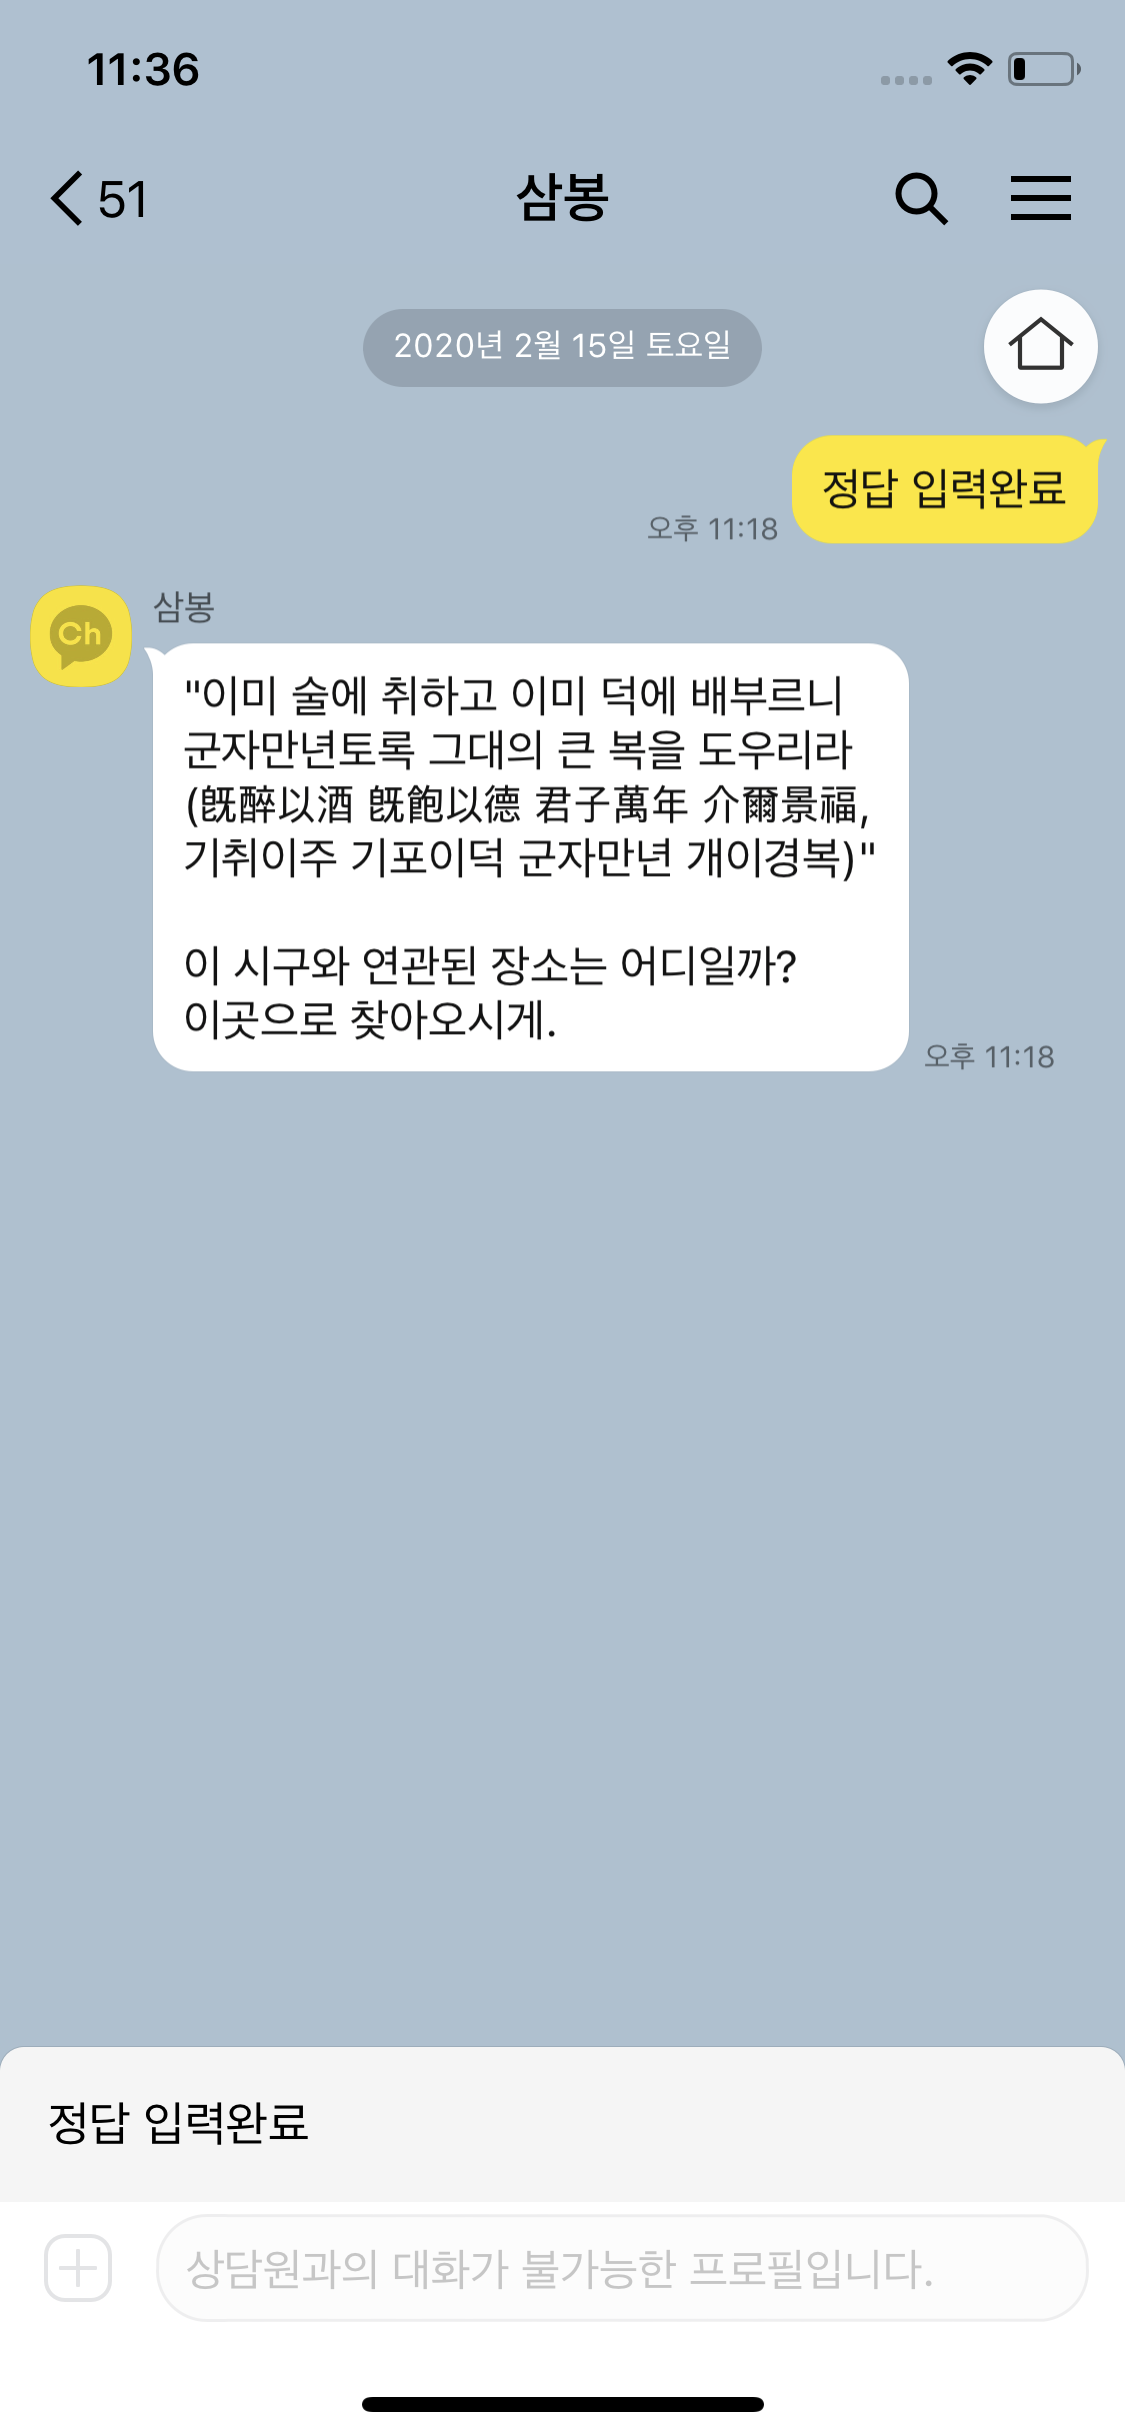 11:36
51
삼봉
2020년 2월 15일 토요일
정답 입력완료
오후 11:18
Ch
삼봉
"이미 술에 취하고 이미 덕에 배부르니
군자만년토록 그대의 큰 복을 도우리라
(旣醉以酒 旣飽以德 君子萬年 介爾景福,
기취이주 기포이덕 군자만년 개이경복)"
이 시구와 연관된 장소는 어디일까?
이곳으로 찾아오시게.
오후 11:18
정답 입력완료
상담원과의 대화가 불가능한 프로필입니다.